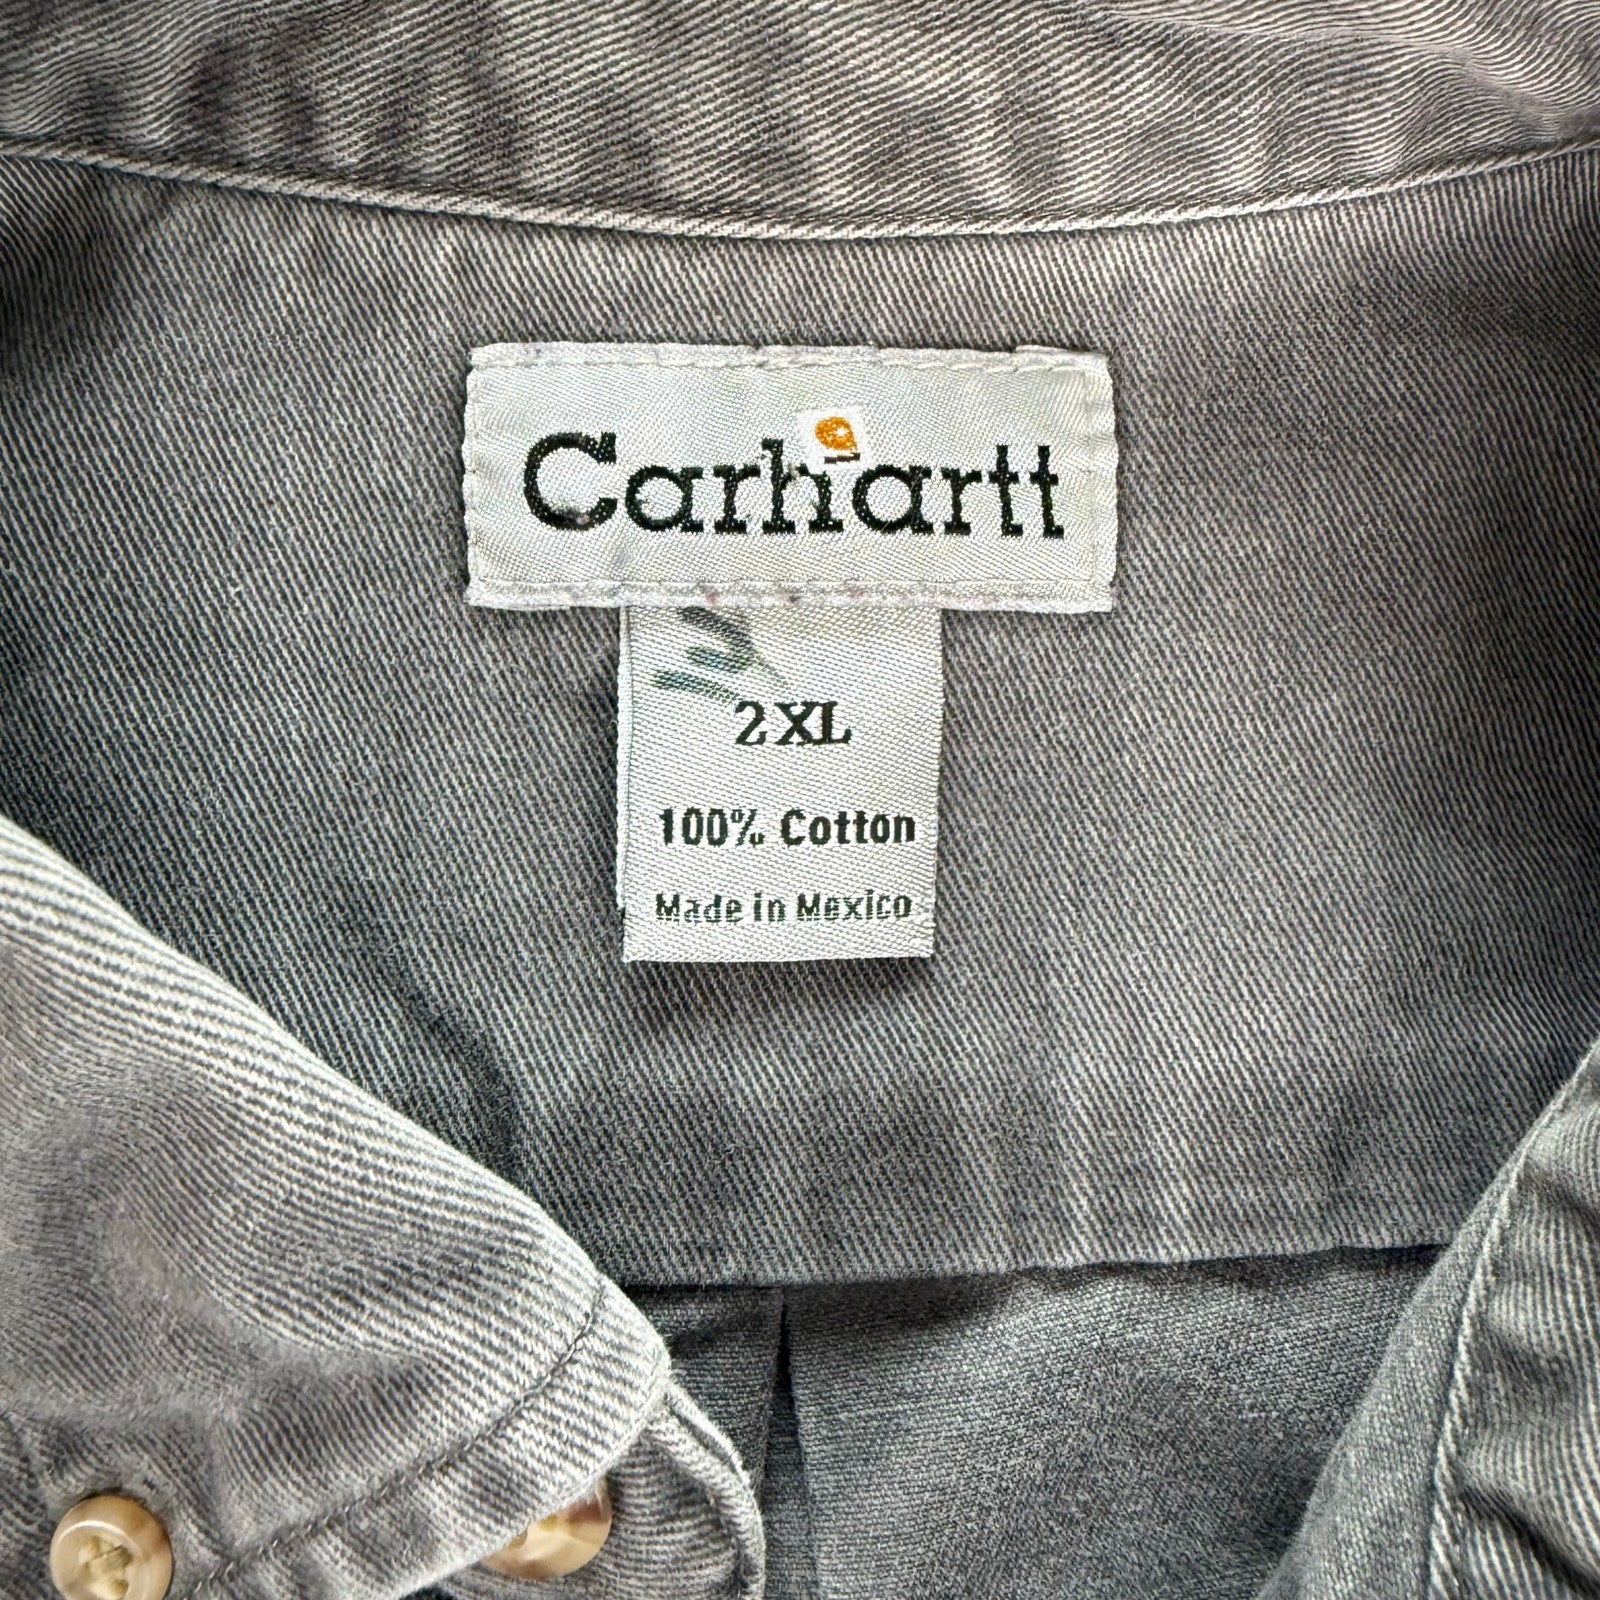 Carhartt
2XL
100% Cotton
Made in Mexico